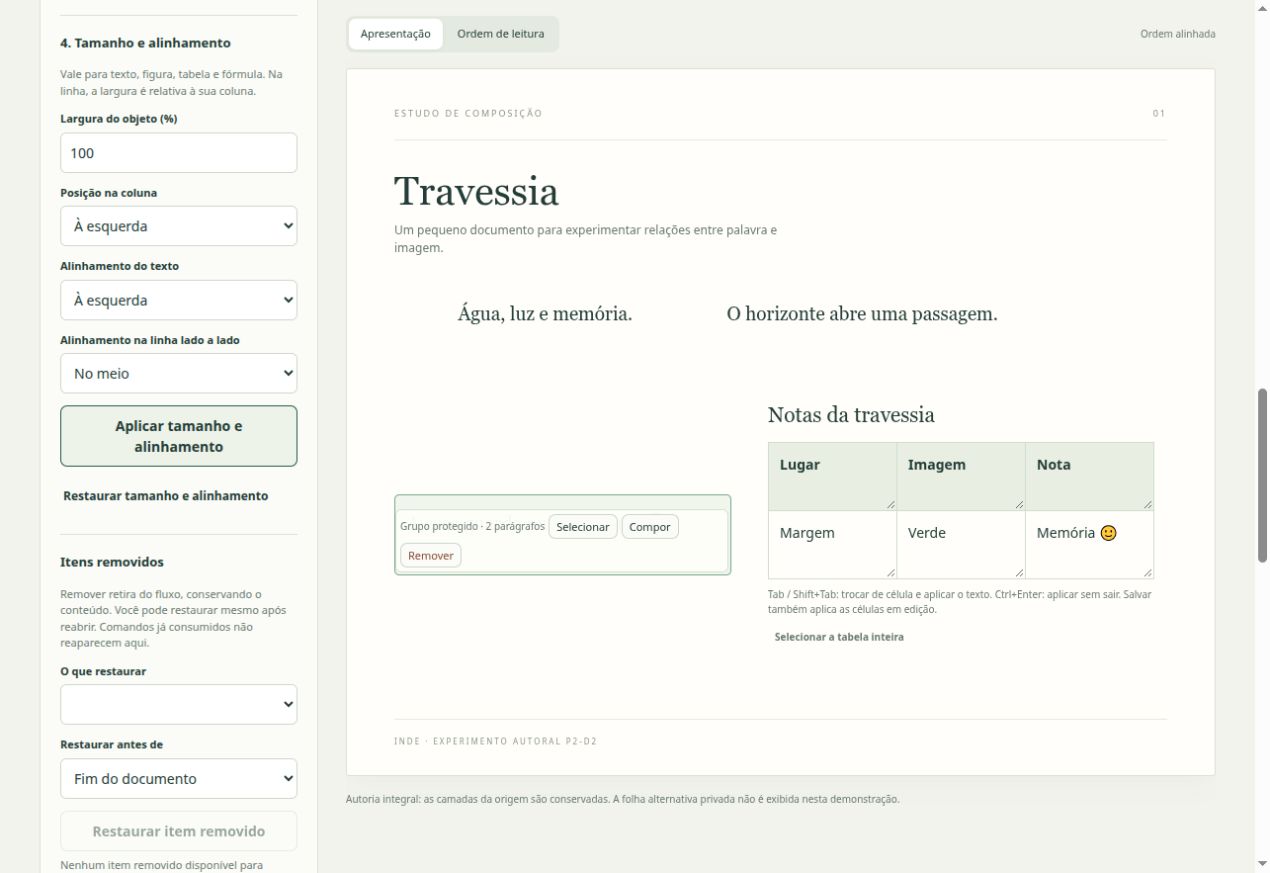 4. Tamanho e alinhamento
Vale para texto, figura, tabela e fórmula. Na
linha, a largura é relativa à sua coluna.
Largura do objeto (%)
100
Posição na coluna
À esquerda
Alinhamento do texto
À esquerda
Alinhamento na linha lado a lado
No meio
Aplicar tamanho e
alinhamento
Restaurar tamanho e alinhamento
Itens removidos
Remover retira do fluxo, conservando o
conteúdo. Você pode restaurar mesmo após
reabrir. Comandos já consumidos não
reaparecem aqui.
O que restaurar
Restaurar antes de
Fim do documento
Restaurar item removido
Nenhum item removido disponível para
Apresentação
Ordem de leitura
Ordem alinhada
ESTUDO DE COMPOSIÇÃO
01
Travessia
Um pequeno documento para experimentar relações entre palavra e
imagem.
Água, luz e memória.
O horizonte abre uma passagem.
Grupo protegido · 2 parágrafos Selecionar Compor
Remover
Notas da travessia
Lugar Imagem Nota
Margem Verde Memória 🙂
Tab / Shift+Tab: trocar de célula e aplicar o texto. Ctrl+Enter: aplicar sem sair. Salvar
também aplica as células em edição.
Selecionar a tabela inteira
INDE · EXPERIMENTO AUTORAL P2-D2
Autoria integral: as camadas da origem são conservadas. A folha alternativa privada não é exibida nesta demonstração.